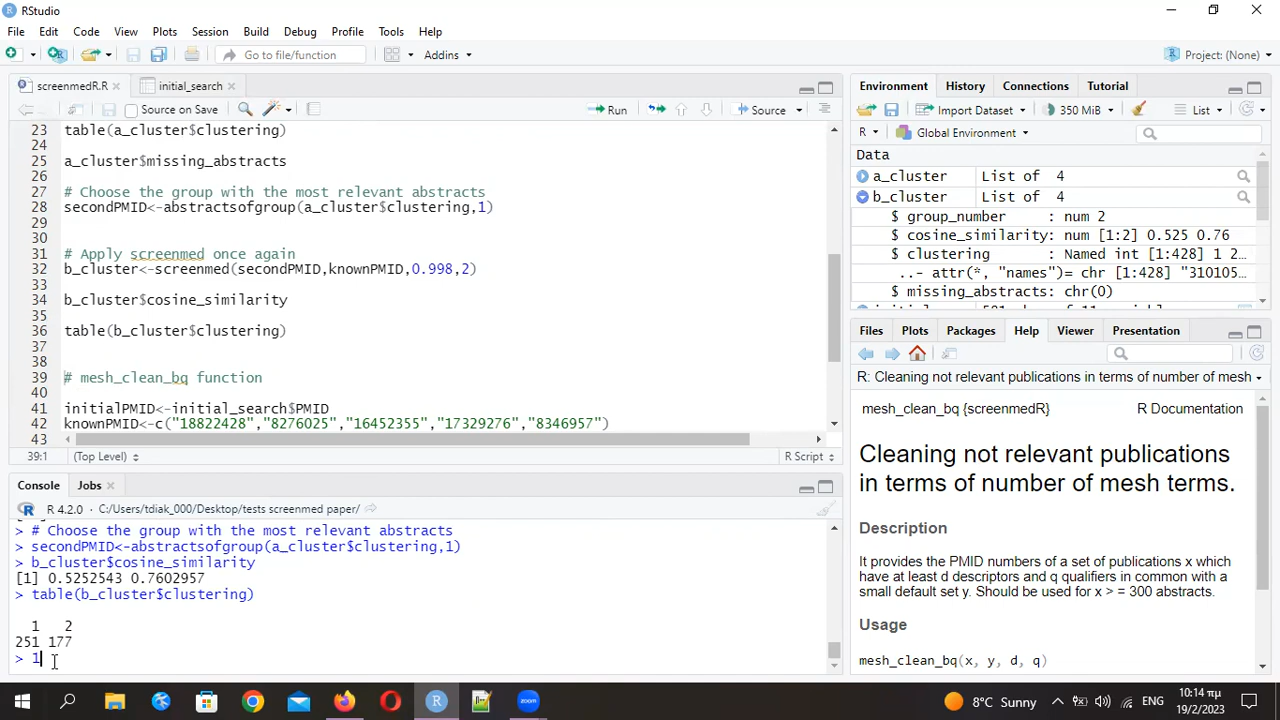 RStudio
File Edit Code View Plots Session Build Debug Profile Tools Help
Go to file/function Addins Project: (None)
screenmedR.R initial_search
Source on Save Run Source
23 table(a_cluster$clustering)
24
25 a_cluster$missing_abstracts
26
27 # Choose the group with the most relevant abstracts
28 secondPMID<-abstractsofgroup(a_cluster$clustering,1)
29
30
31 # Apply screenmed once again
32 b_cluster<-screenmed(secondPMID,knownPMID,0.998,2)
33
34 b_cluster$cosine_similarity
35
36 table(b_cluster$clustering)
37
38
39 # mesh_clean_bq function
40
41 initialPMID<-initial_search$PMID
42 knownPMID<-c("18822428","8276025","16452355","17329276","8346957")
43
39:1 (Top Level) R Script
Console Jobs
R 4.2.0 · C:/Users/tdiak_000/Desktop/tests screenmed paper/
> # Choose the group with the most relevant abstracts
> secondPMID<-abstractsofgroup(a_cluster$clustering,1)
> b_cluster$cosine_similarity
[1] 0.5252543 0.7602957
> table(b_cluster$clustering)
1 2
251 177
> 1
Environment History Connections Tutorial
Import Dataset 350 MiB List
R Global Environment
Data
a_cluster List of 4
b_cluster List of 4
$ group_number : num 2
$ cosine_similarity: num [1:2] 0.525 0.76
$ clustering : Named int [1:428] 1 2…
..- attr(*, "names")= chr [1:428] "310105…
$ missing_abstracts: chr(0)
Files Plots Packages Help Viewer Presentation
R: Cleaning not relevant publications in terms of number of mesh
mesh_clean_bq {screenmedR} R Documentation
Cleaning not relevant publications
in terms of number of mesh terms.
Description
It provides the PMID numbers of a set of publications x which
have at least d descriptors and q qualifiers in common with a
small default set y. Should be used for x > = 300 abstracts.
Usage
mesh_clean_bq(x, y, d, q)
8°C Sunny ENG 10:14 πμ
19/2/2023